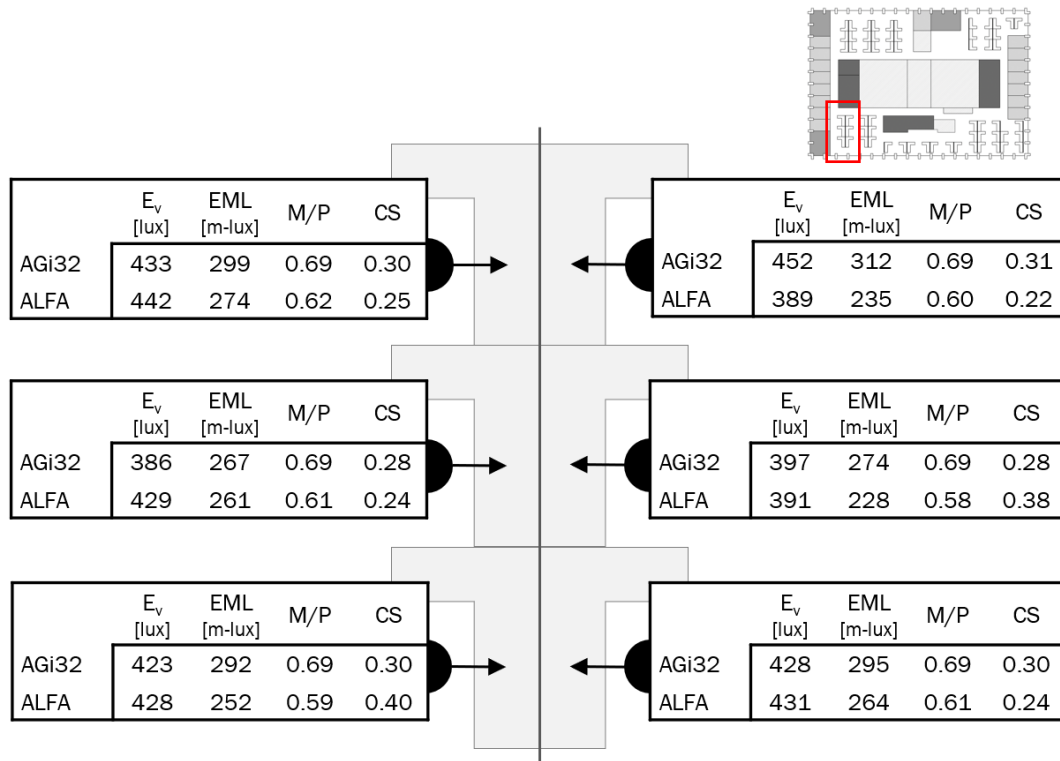 Ev EML M/P CS
[lux] [m-lux]
AGi32 433 299 0.69 0.30
ALFA 442 274 0.62 0.25
Ev EML M/P CS
[lux] [m-lux]
AGi32 452 312 0.69 0.31
ALFA 389 235 0.60 0.22
Ev EML M/P CS
[lux] [m-lux]
AGi32 386 267 0.69 0.28
ALFA 429 261 0.61 0.24
Ev EML M/P CS
[lux] [m-lux]
AGi32 397 274 0.69 0.28
ALFA 391 228 0.58 0.38
Ev EML M/P CS
[lux] [m-lux]
AGi32 423 292 0.69 0.30
ALFA 428 252 0.59 0.40
Ev EML M/P CS
[lux] [m-lux]
AGi32 428 295 0.69 0.30
ALFA 431 264 0.61 0.24